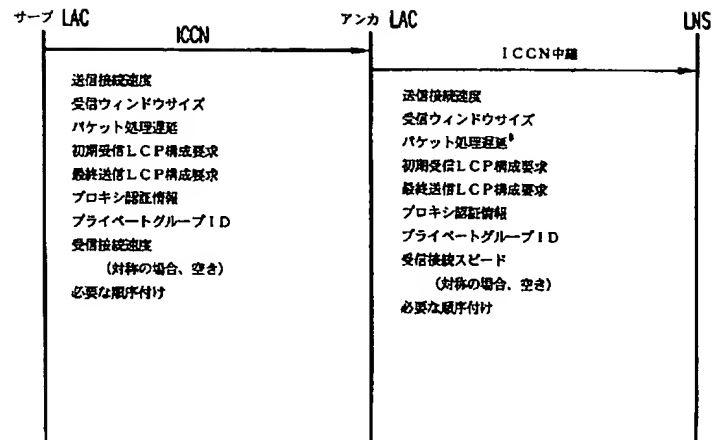 サーブ LAC
アンカ LAC
LNS
ICCN
ICCN中継
送信接続速度
受信ウィンドウサイズ
パケット処理遅延
初期受信LCP構成要求
最終送信LCP構成要求
プロキシ認証情報
プライベートグループID
受信接続速度
(対称の場合、空き)
必要な順序付け
送信接続速度
受信ウィンドウサイズ
パケット処理遅延
初期受信LCP構成要求
最終送信LCP構成要求
プロキシ認証情報
プライベートグループID
受信接続スピード
(対称の場合、空き)
必要な順序付け